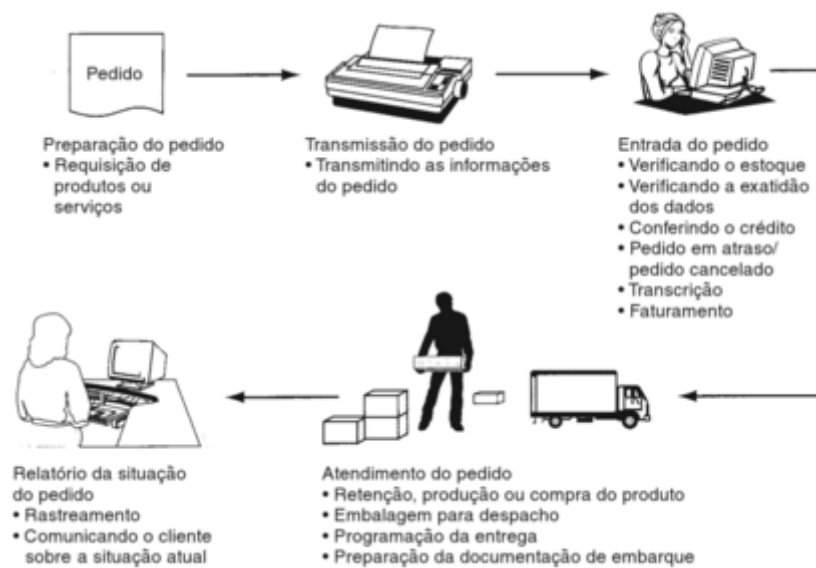 Pedido
Preparação do pedido
• Requisição de
produtos ou
serviços
Transmissão do pedido
• Transmitindo as informações
do pedido
Entrada do pedido
• Verificando o estoque
• Verificando a exatidão
dos dados
• Conferindo o crédito
• Pedido em atraso/
pedido cancelado
• Transcrição
• Faturamento
Relatório da situação
do pedido
• Rastreamento
• Comunicando o cliente
sobre a situação atual
Atendimento do pedido
• Retenção, produção ou compra do produto
• Embalagem para despacho
• Programação da entrega
• Preparação da documentação de embarque